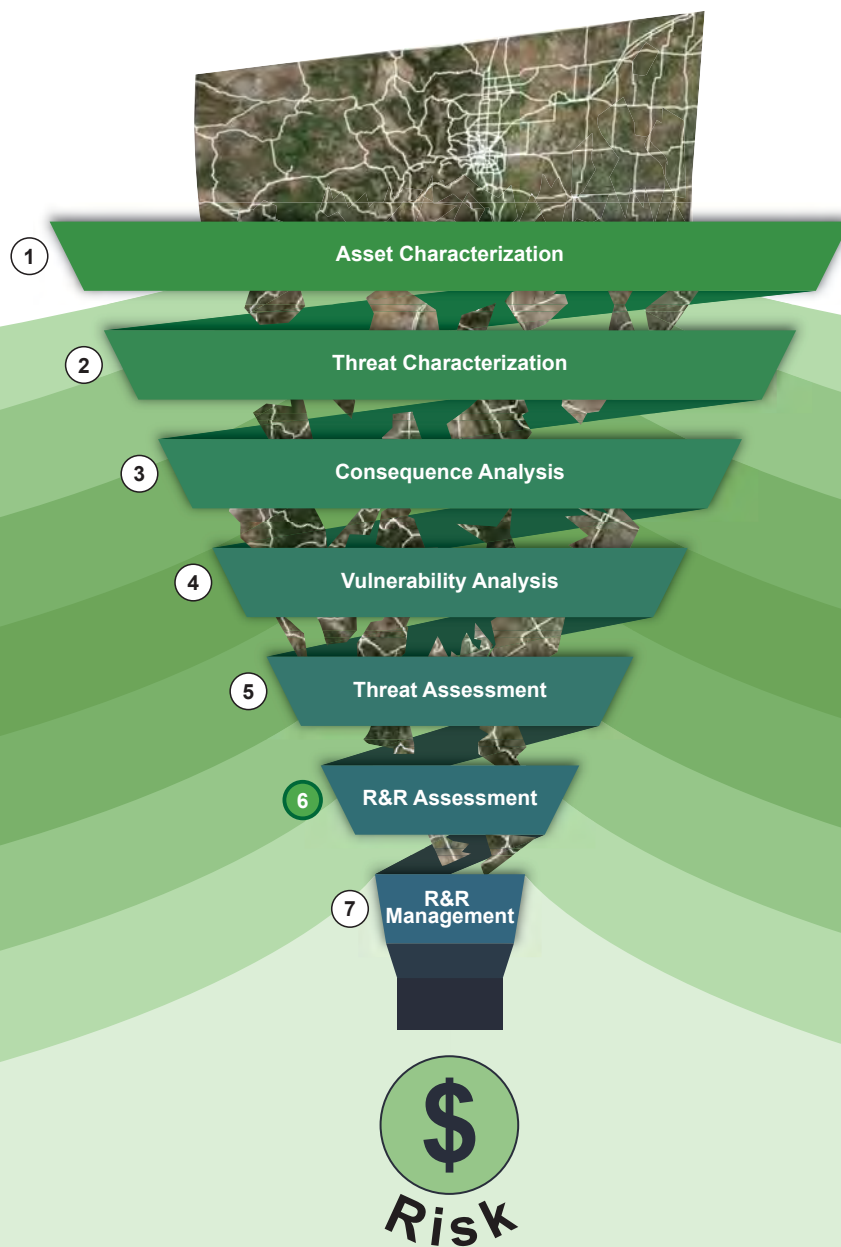 1
Asset Characterization
2
Threat Characterization
3
Consequence Analysis
4
Vulnerability Analysis
5
Threat Assessment
6
R&R Assessment
7
R&R
Management
$
Risk